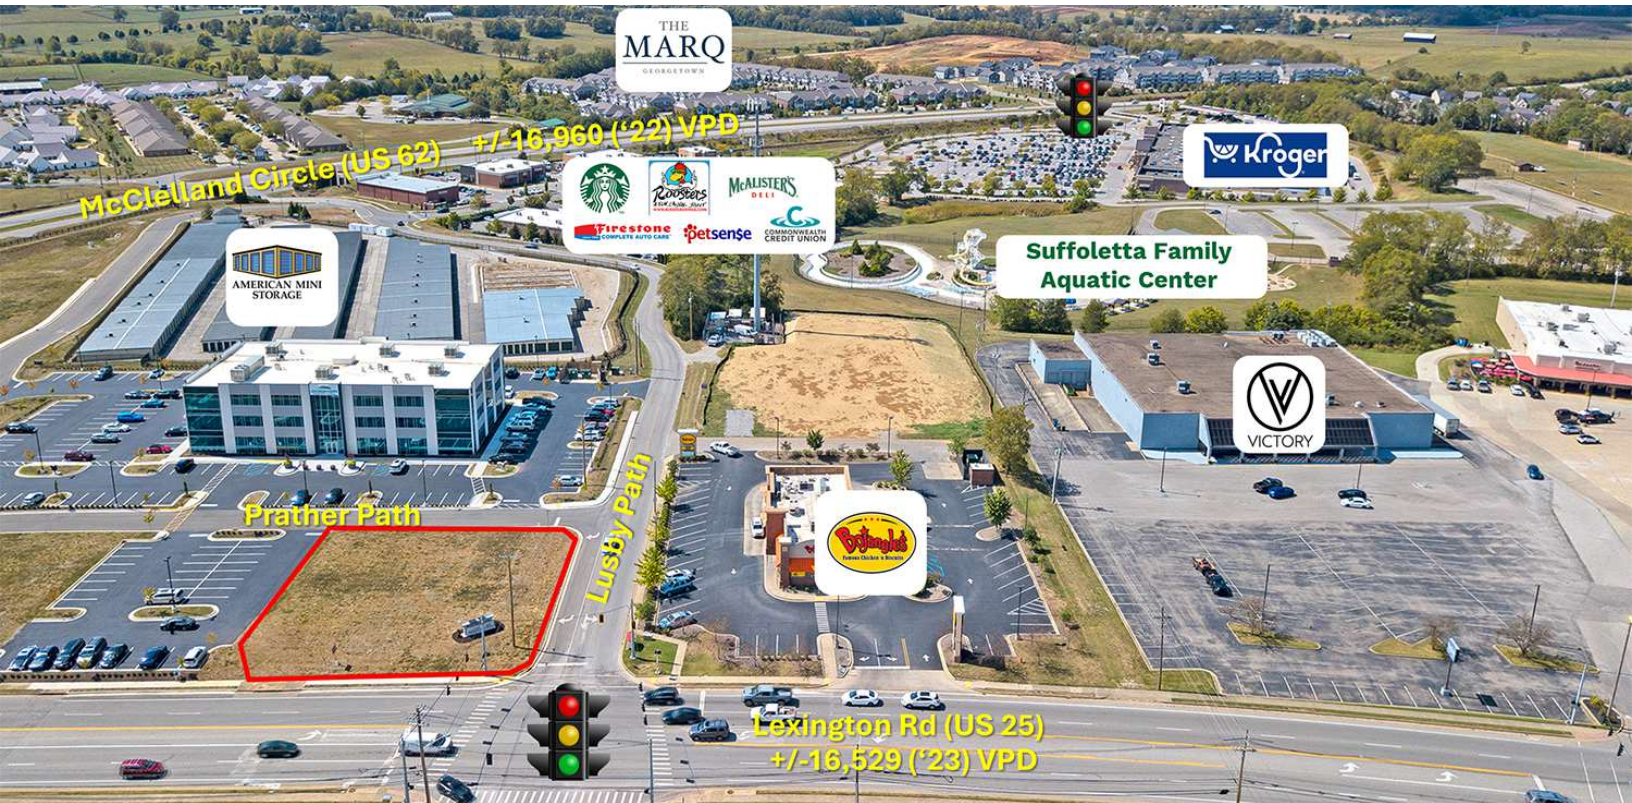 THE
MARQ
GEORGETOWN
McClelland Circle (US 62) +/-16,960 (‘22) VPD
Kroger
Roosters
McALISTER'S
DELI
Firestone
COMPLETE AUTO CARE
petsense
COMMONWEALTH
CREDIT UNION
AMERICAN MINI
STORAGE
Suffoletta Family
Aquatic Center
VICTORY
Prather Path
Lusby Path
Bojangles
Famous Chicken 'n Biscuits
Lexington Rd (US 25)
+/-16,529 (‘23) VPD